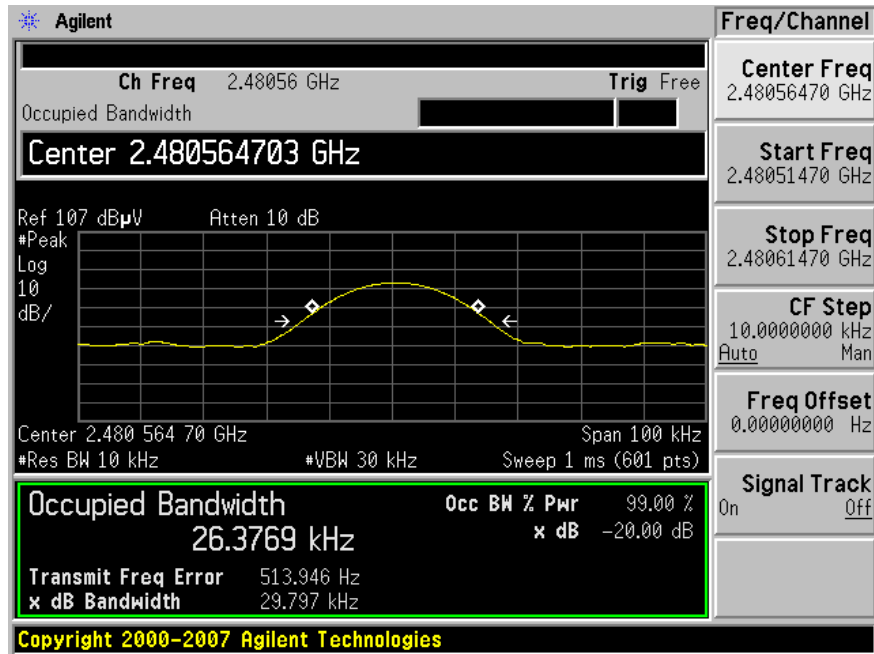 Agilent
Ch Freq 2.48056 GHz Trig Free
Occupied Bandwidth
Center 2.480564703 GHz
Ref 107 dBµV Atten 10 dB
#Peak
Log
10
dB/
Center 2.480 564 70 GHz Span 100 kHz
#Res BW 10 kHz #VBW 30 kHz Sweep 1 ms (601 pts)
Occupied Bandwidth Occ BW % Pwr 99.00 %
26.3769 kHz x dB -20.00 dB
Transmit Freq Error 513.946 Hz
x dB Bandwidth 29.797 kHz
Copyright 2000-2007 Agilent Technologies
Freq/Channel
Center Freq
2.48056470 GHz
Start Freq
2.48051470 GHz
Stop Freq
2.48061470 GHz
CF Step
10.0000000 kHz
Auto Man
Freq Offset
0.00000000 Hz
Signal Track
On Off